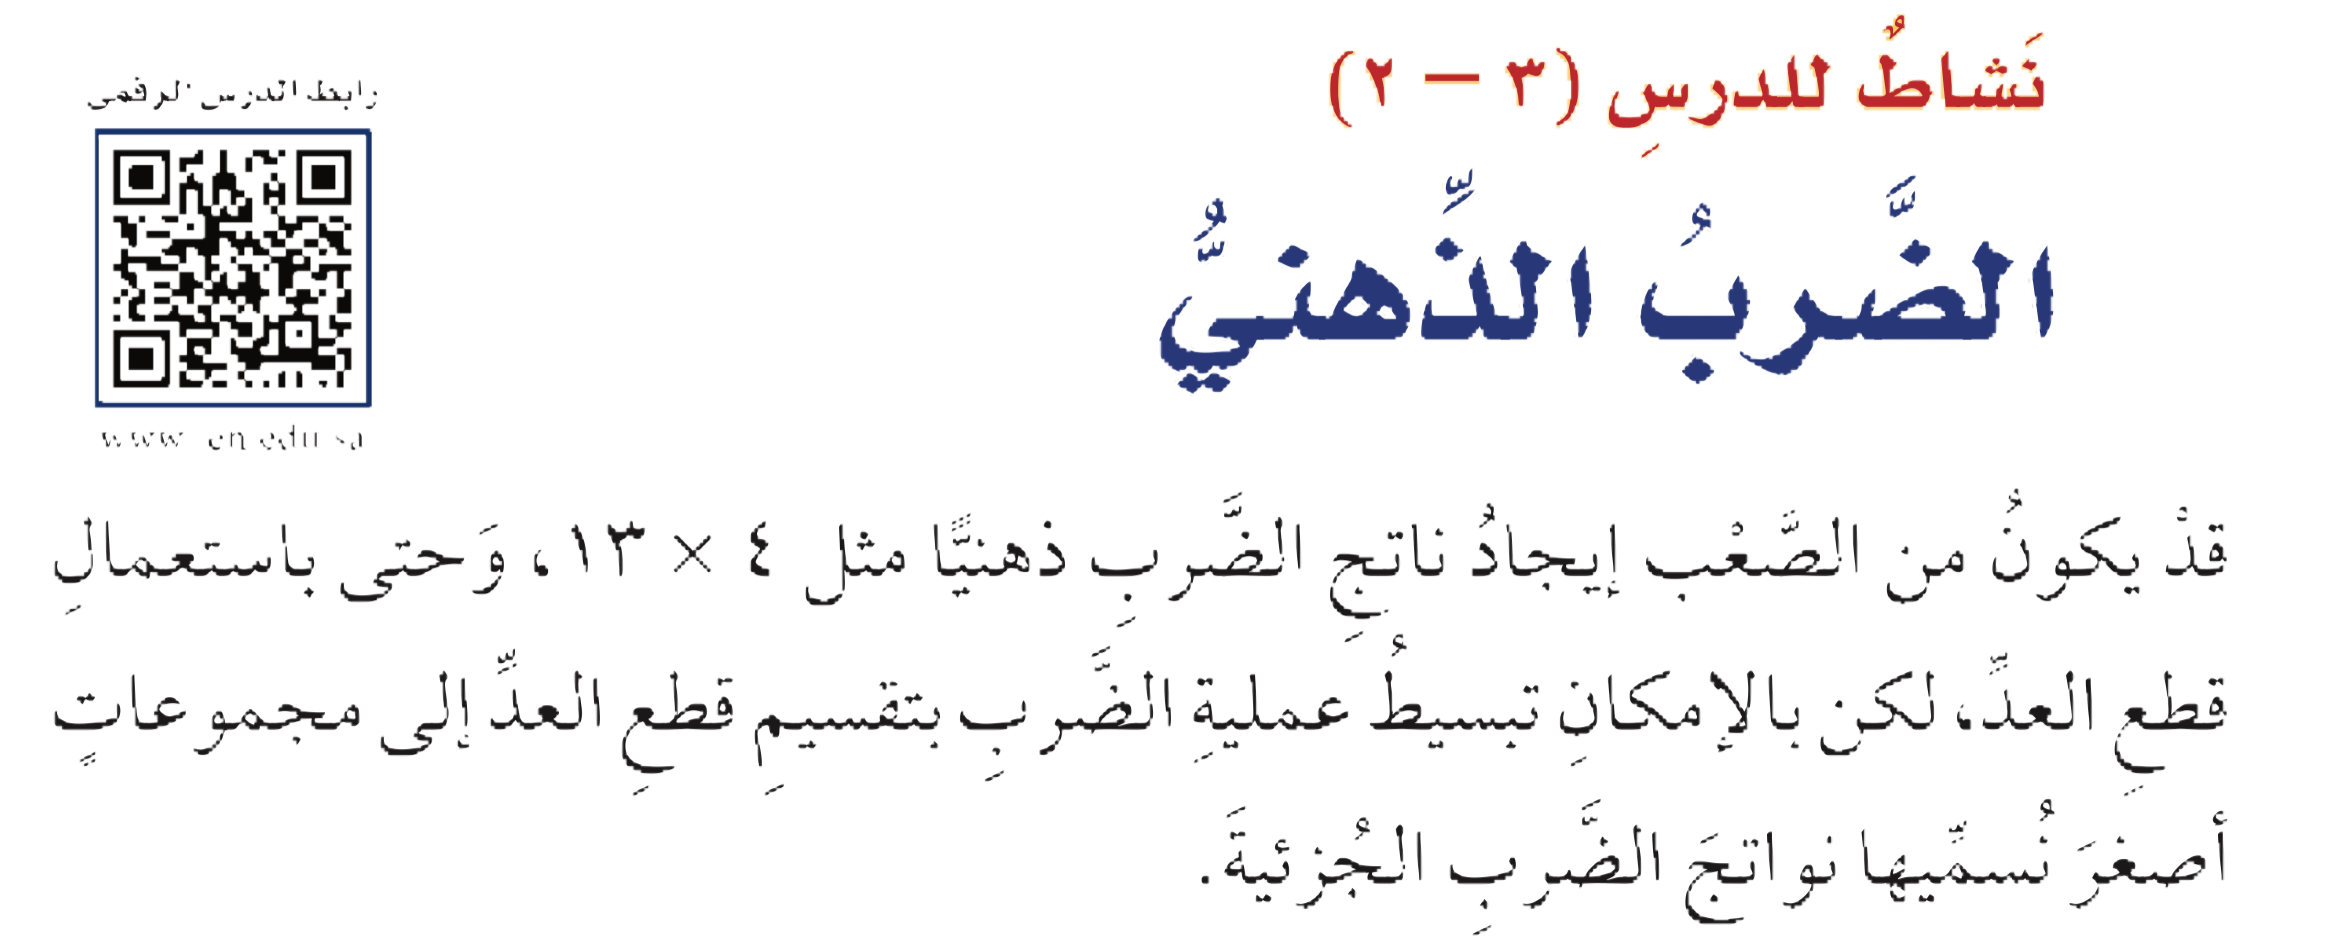 نَشاطٌ للدرسِ (٣ – ٢)
رابط الدرس الرقمي
الضَّربُ الذِّهنيُّ
www.ien.edu.sa
قدْ يكونُ من الصَّعْب إيجادُ ناتجِ الضَّربِ ذهنيًّا مثل ٤ × ١٣، وَحتى باستعمالِ
قطعِ العدِّ، لكن بالإمكانِ تبسيطُ عمليةِ الضَّربِ بتقسيمِ قطعِ العدِّ إلى مجموعاتٍ
أصغرَ نُسمِّيها نواتجَ الضَّربِ الجُزئيةَ.